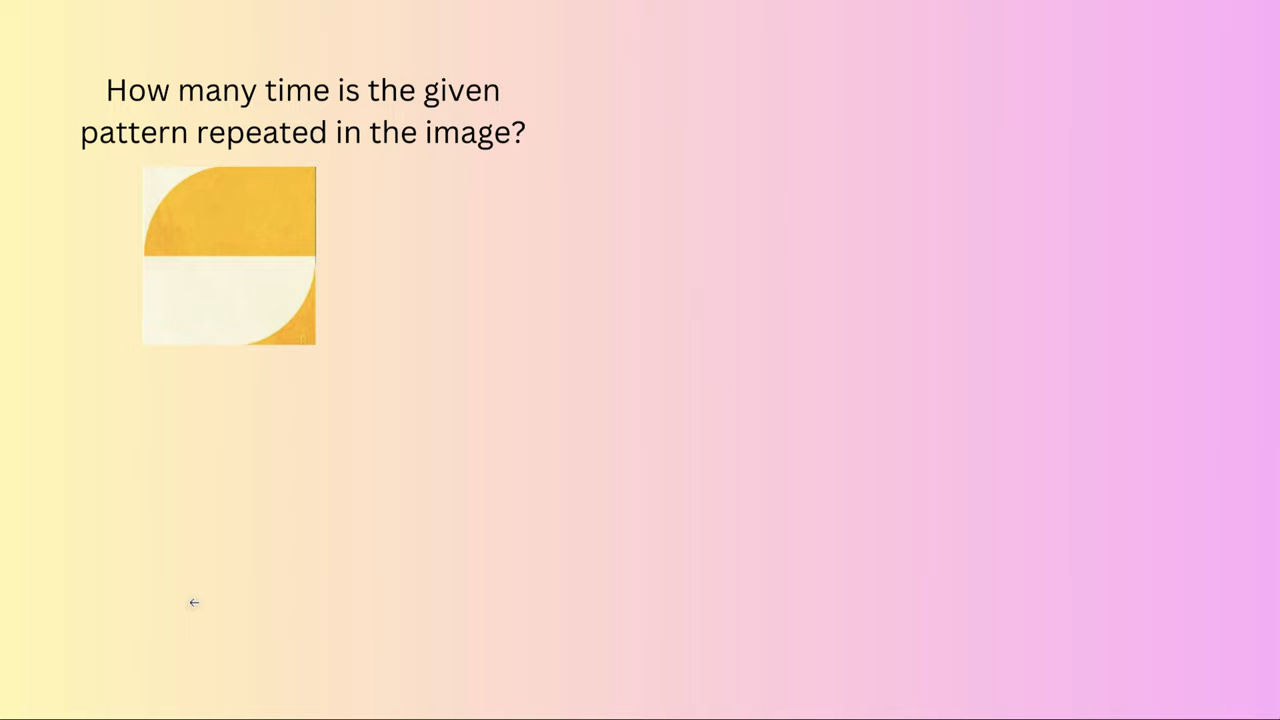 How many time is the given
pattern repeated in the image?